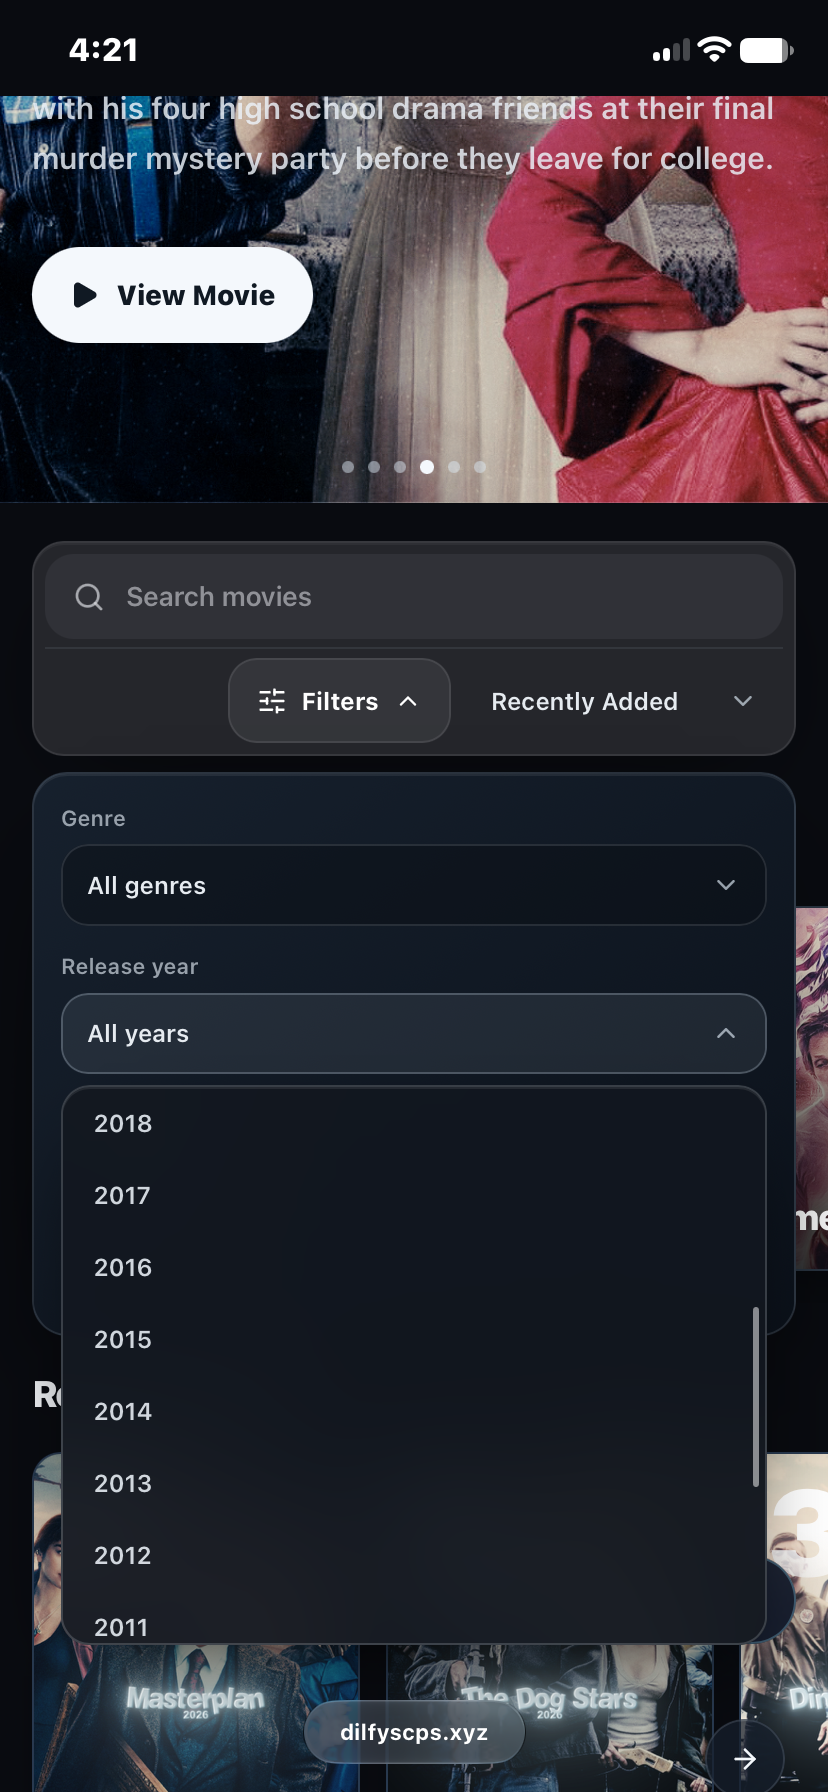 4:21
with his four high school drama friends at their final
murder mystery party before they leave for college.
View Movie
Search movies
Filters
Recently Added
Genre
All genres
Release year
All years
2018
2017
2016
2015
2014
2013
2012
2011
Masterplan
2026
The Dog Stars
2026
dilfyscps.xyz